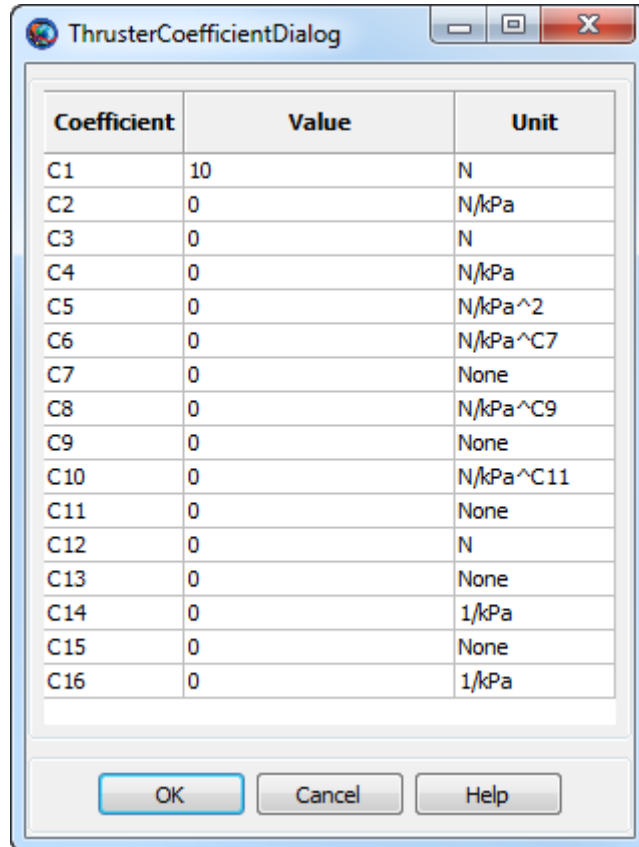 ThrusterCoefficientDialog
Coefficient Value Unit
C1 10 N
C2 0 N/kPa
C3 0 N
C4 0 N/kPa
C5 0 N/kPa^2
C6 0 N/kPa^C7
C7 0 None
C8 0 N/kPa^C9
C9 0 None
C10 0 N/kPa^C11
C11 0 None
C12 0 N
C13 0 None
C14 0 1/kPa
C15 0 None
C16 0 1/kPa
OK Cancel Help